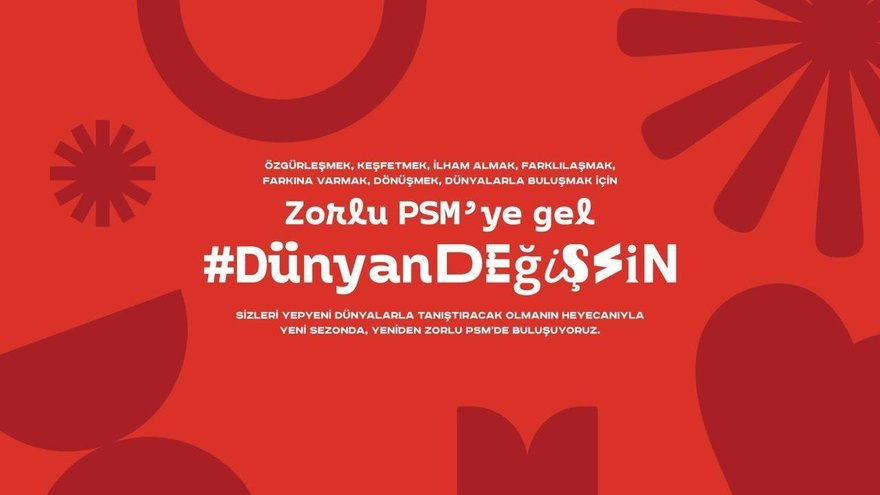 ÖZGÜRLEŞMEK, KEŞFETMEK, İLHAM ALMAK, FARKLILAŞMAK,
FARKINA VARMAK, DÖNÜŞMEK, DÜNYALARLA BULUŞMAK İÇİN
Zorlu PSM'ye gel
#DünyanDEğişSiN
SİZLERİ YEPYENİ DÜNYALARLA TANIŞTIRACAK OLMANIN HEYECANIYLA
YENİ SEZONDA, YENİDEN ZORLU PSM'DE BULUŞUYORUZ.